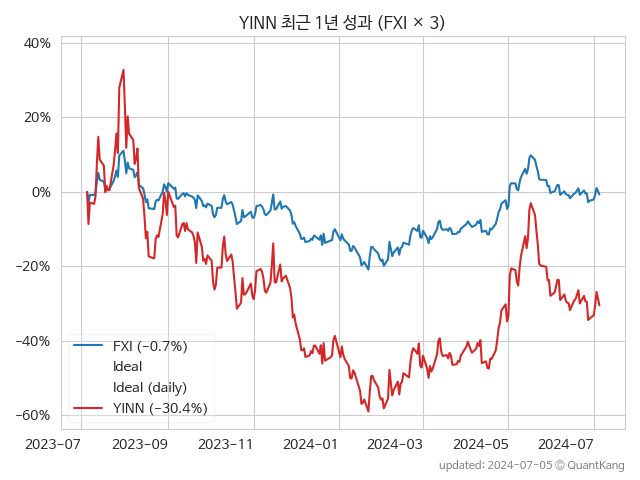 YINN 최근 1년 성과 (FXI × 3)
40%
20%
0%
−20%
−40%
−60%
FXI (−0.7%)
Ideal
Ideal (daily)
YINN (−30.4%)
2023-07
2023-09
2023-11
2024-01
2024-03
2024-05
2024-07
updated: 2024-07-05 © QuantKang